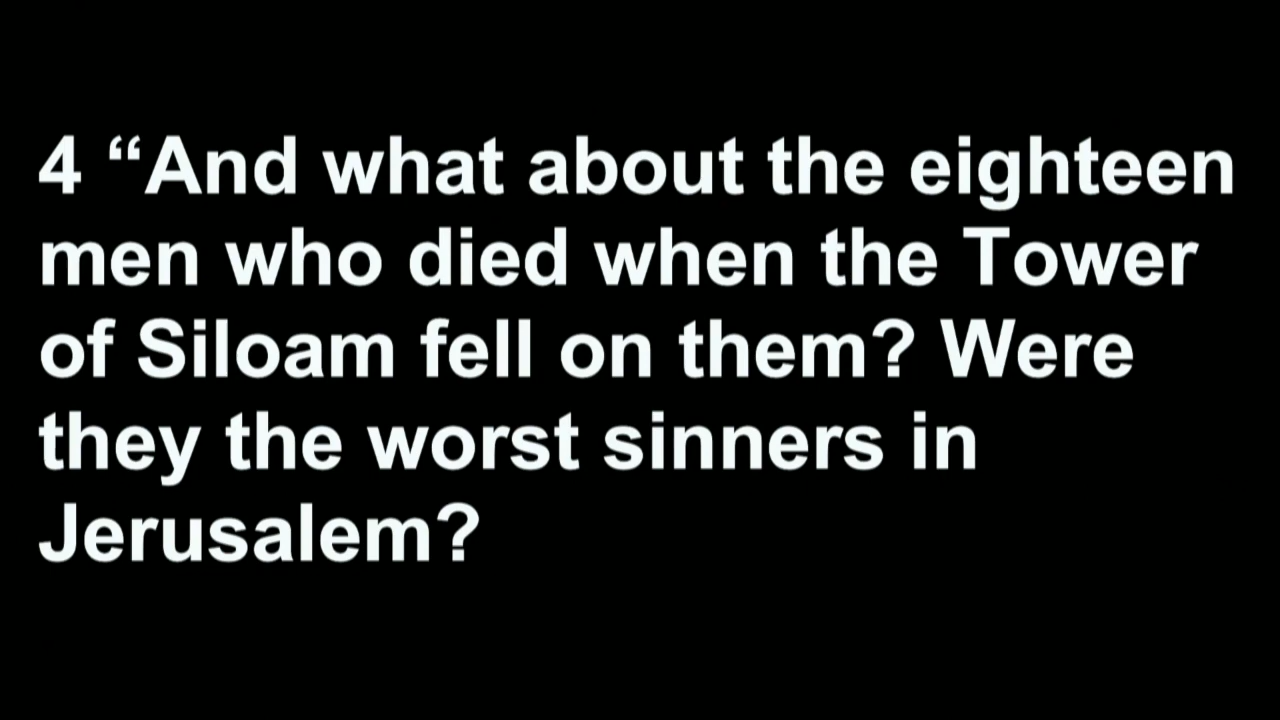 4 “And what about the eighteen
men who died when the Tower
of Siloam fell on them? Were
they the worst sinners in
Jerusalem?